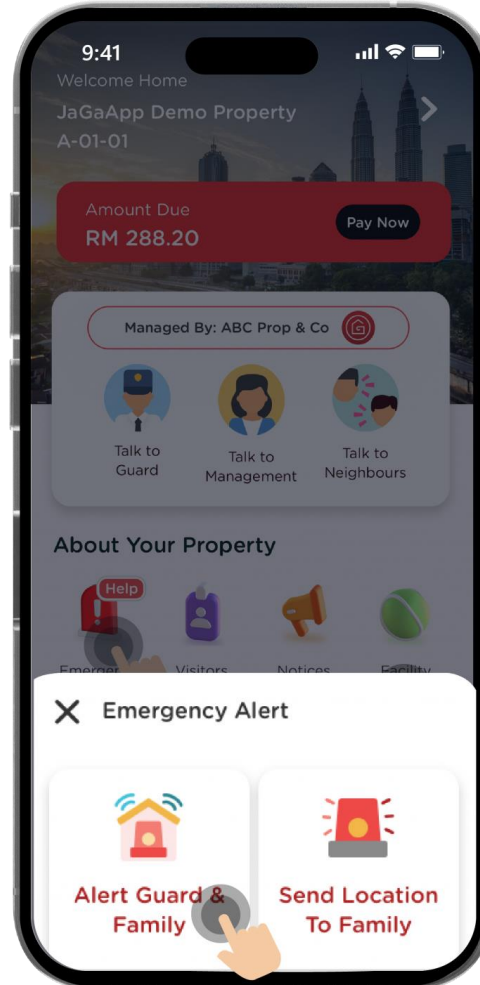 9:41
Welcome Home
JaGaApp Demo Property
A-01-01
Amount Due
RM 288.20
Pay Now
Managed By: ABC Prop & Co
Talk to
Guard
Talk to
Management
Talk to
Neighbours
About Your Property
Help
Visitors
Notices
Facility
Emergency Alert
Alert Guard &
Family
Send Location
To Family